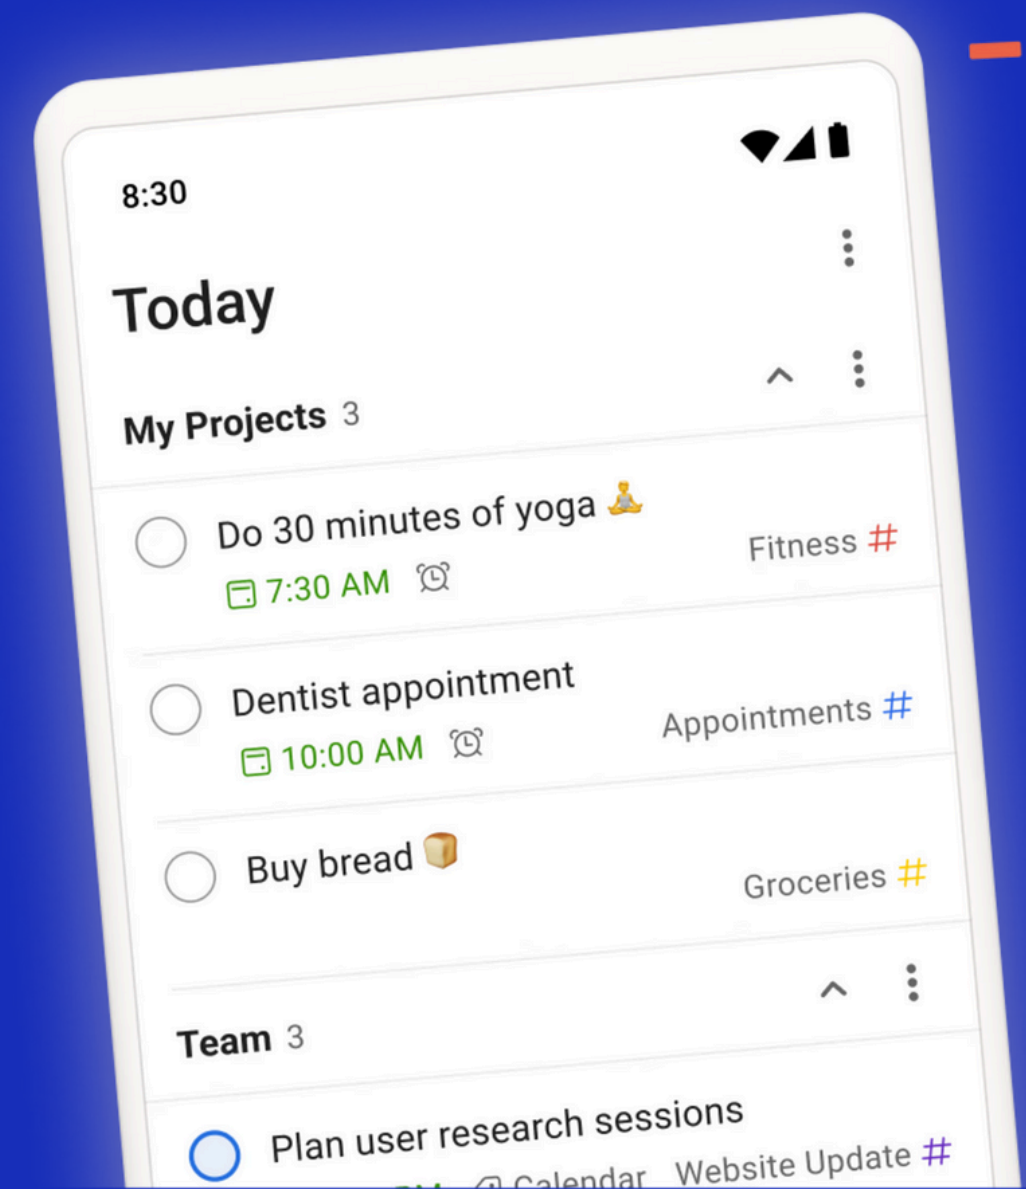 8:30
Today
My Projects 3
Do 30 minutes of yoga 🧘
7:30 AM
Fitness #
Dentist appointment
10:00 AM
Appointments #
Buy bread 🍞
Groceries #
Team 3
Plan user research sessions
PM Calendar Website Update #